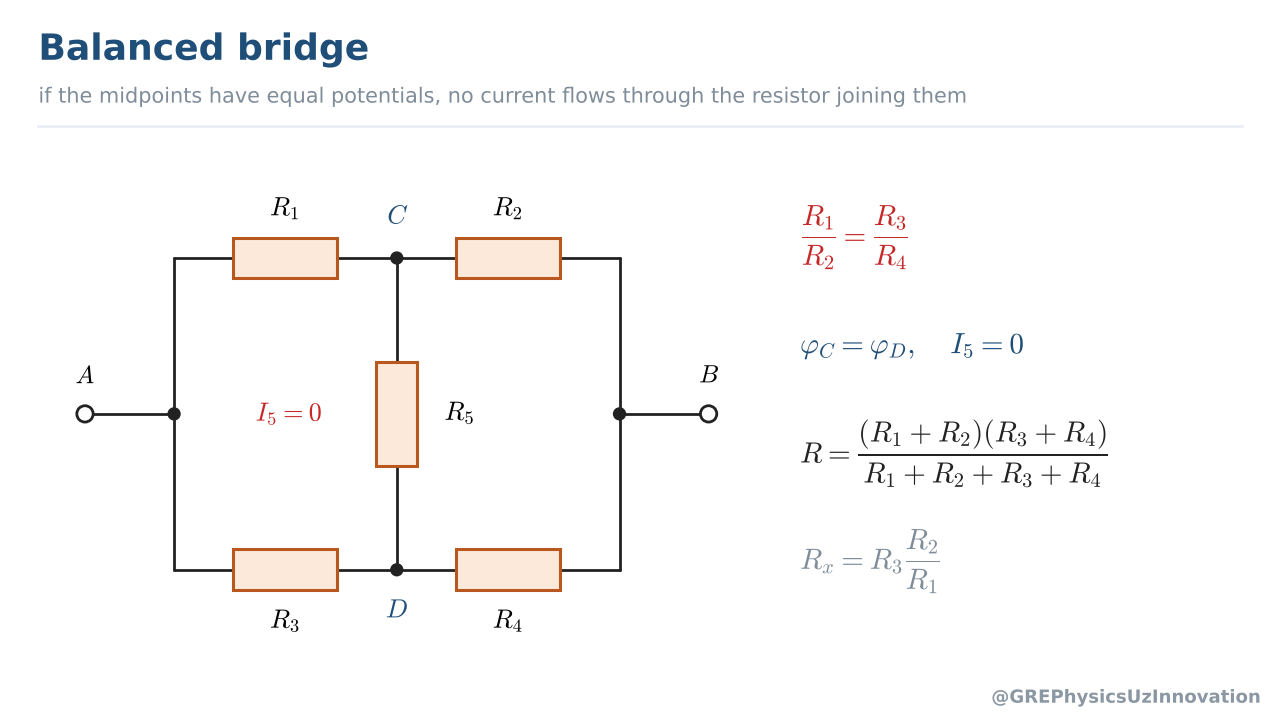 Balanced bridge
if the midpoints have equal potentials, no current flows through the resistor joining them
R₁
C
R₂
A
I₅ = 0
R₅
B
R₃
D
R₄
R₁/R₂ = R₃/R₄
φ_C = φ_D, I₅ = 0
R = (R₁ + R₂)(R₃ + R₄)/(R₁ + R₂ + R₃ + R₄)
Rₓ = R₃ R₂/R₁
@GREPhysicsUzInnovation